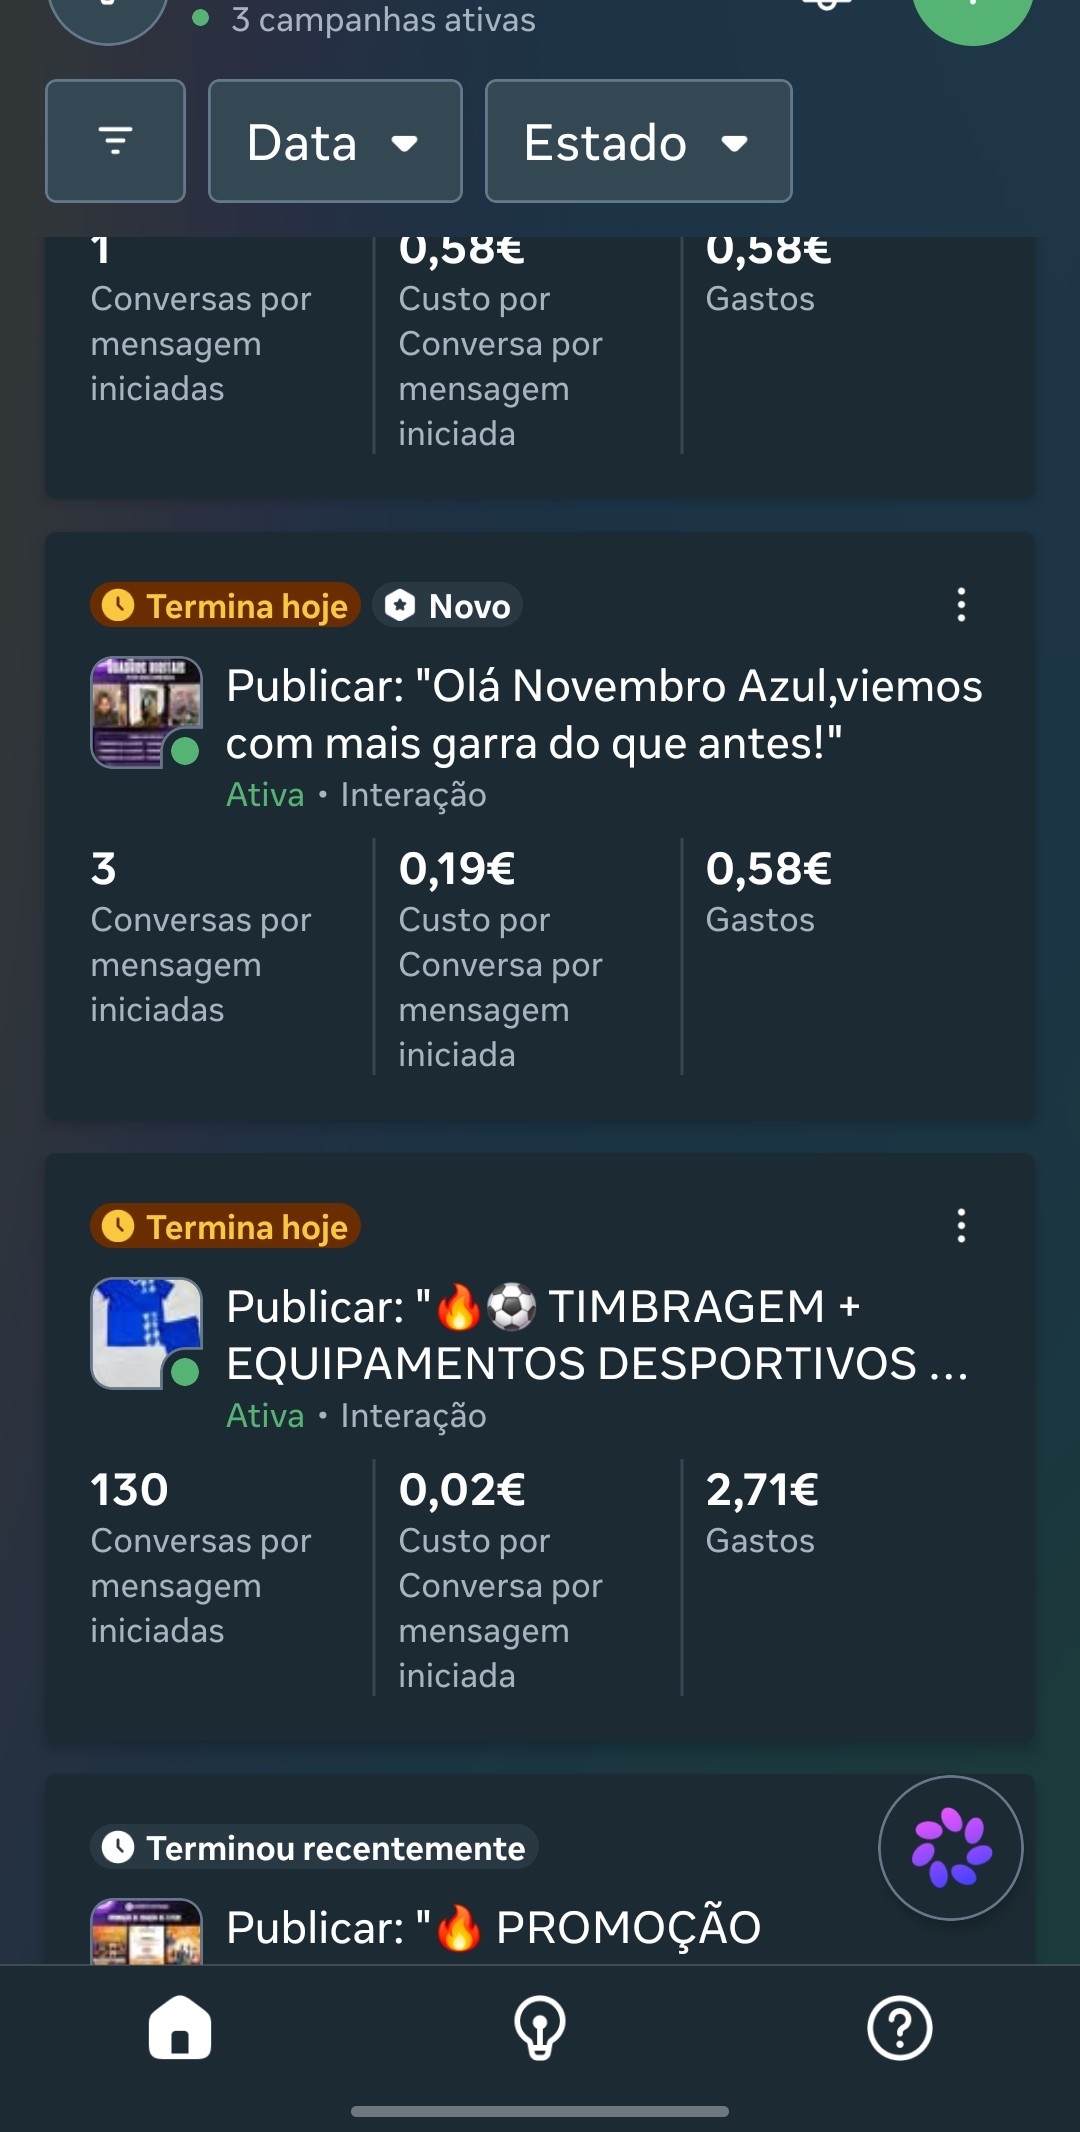 3 campanhas ativas
Data
Estado
1
0,58€
0,58€
Conversas por
mensagem
iniciadas
Custo por
Conversa por
mensagem
iniciada
Gastos
Termina hoje
Novo
Publicar: "Olá Novembro Azul,viemos
com mais garra do que antes!"
Ativa • Interação
3
0,19€
0,58€
Conversas por
mensagem
iniciadas
Custo por
Conversa por
mensagem
iniciada
Gastos
Termina hoje
Publicar: "🔥⚽ TIMBRAGEM +
EQUIPAMENTOS DESPORTIVOS ...
Ativa • Interação
130
0,02€
2,71€
Conversas por
mensagem
iniciadas
Custo por
Conversa por
mensagem
iniciada
Gastos
Terminou recentemente
Publicar: "🔥 PROMOÇÃO